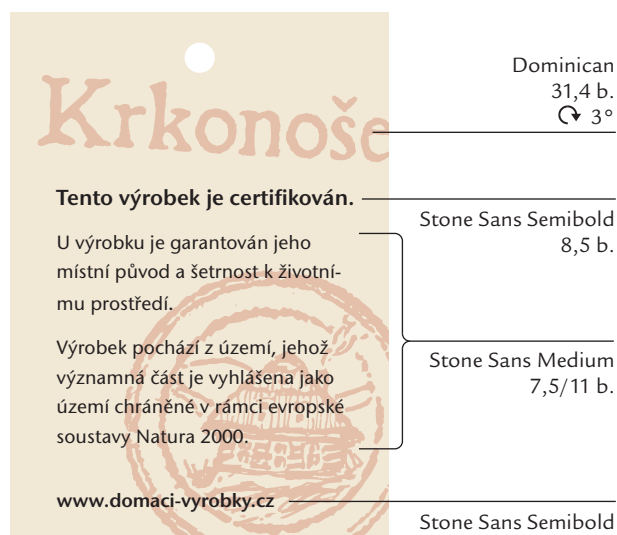 Krkonoše
Dominican
31,4 b.
3°
Tento výrobek je certifikován.
Stone Sans Semibold
8,5 b.
U výrobku je garantován jeho
místní původ a šetrnost k životní-
mu prostředí.
Výrobek pochází z území, jehož
významná část je vyhlášena jako
území chráněné v rámci evropské
soustavy Natura 2000.
Stone Sans Medium
7,5/11 b.
www.domaci-vyrobky.cz
Stone Sans Semibold